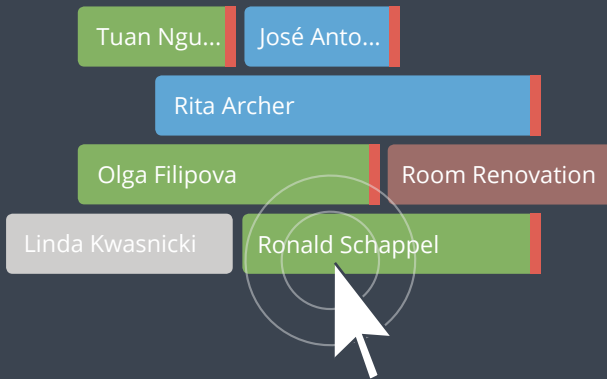 Tuan Ngu...
José Anto...
Rita Archer
Olga Filipova
Room Renovation
Linda Kwasnicki
Ronald Schappel